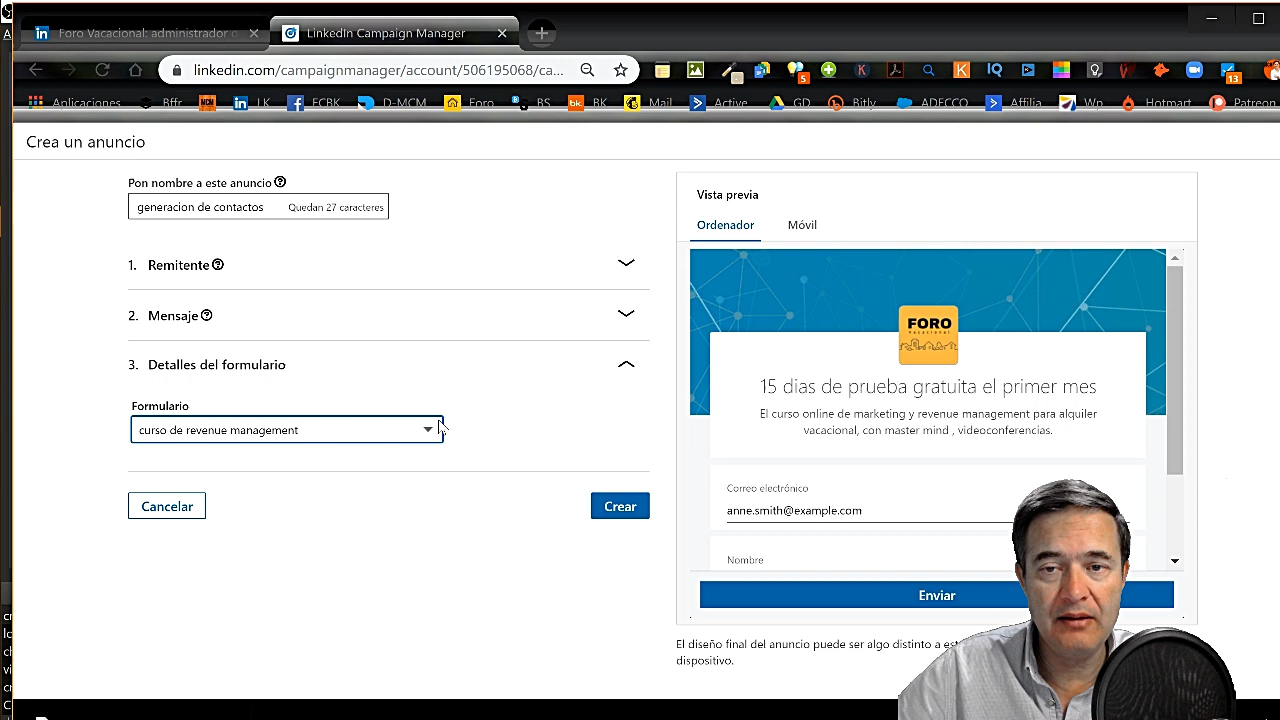 Foro Vacacional: administrador
LinkedIn Campaign Manager
linkedin.com/campaignmanager/account/506195068/ca...
5
13
Aplicaciones
Bffr
LK
FCBK
D-MCM
Foro
BS
BK
Mail
Active
GD
Bitly
ADECCO
Affilia
Wp
Hotmart
Patreon
Crea un anuncio
Pon nombre a este anuncio
generacion de contactos
Quedan 27 caracteres
1. Remitente
2. Mensaje
3. Detalles del formulario
Formulario
curso de revenue management
Cancelar
Crear
Vista previa
Ordenador
Móvil
FORO
vacacional
15 dias de prueba gratuita el primer mes
El curso online de marketing y revenue management para alquiler
vacacional, con master mind , videoconferencias.
Correo electrónico
anne.smith@example.com
Nombre
Enviar
El diseño final del anuncio puede ser algo distinto a
dispositivo.